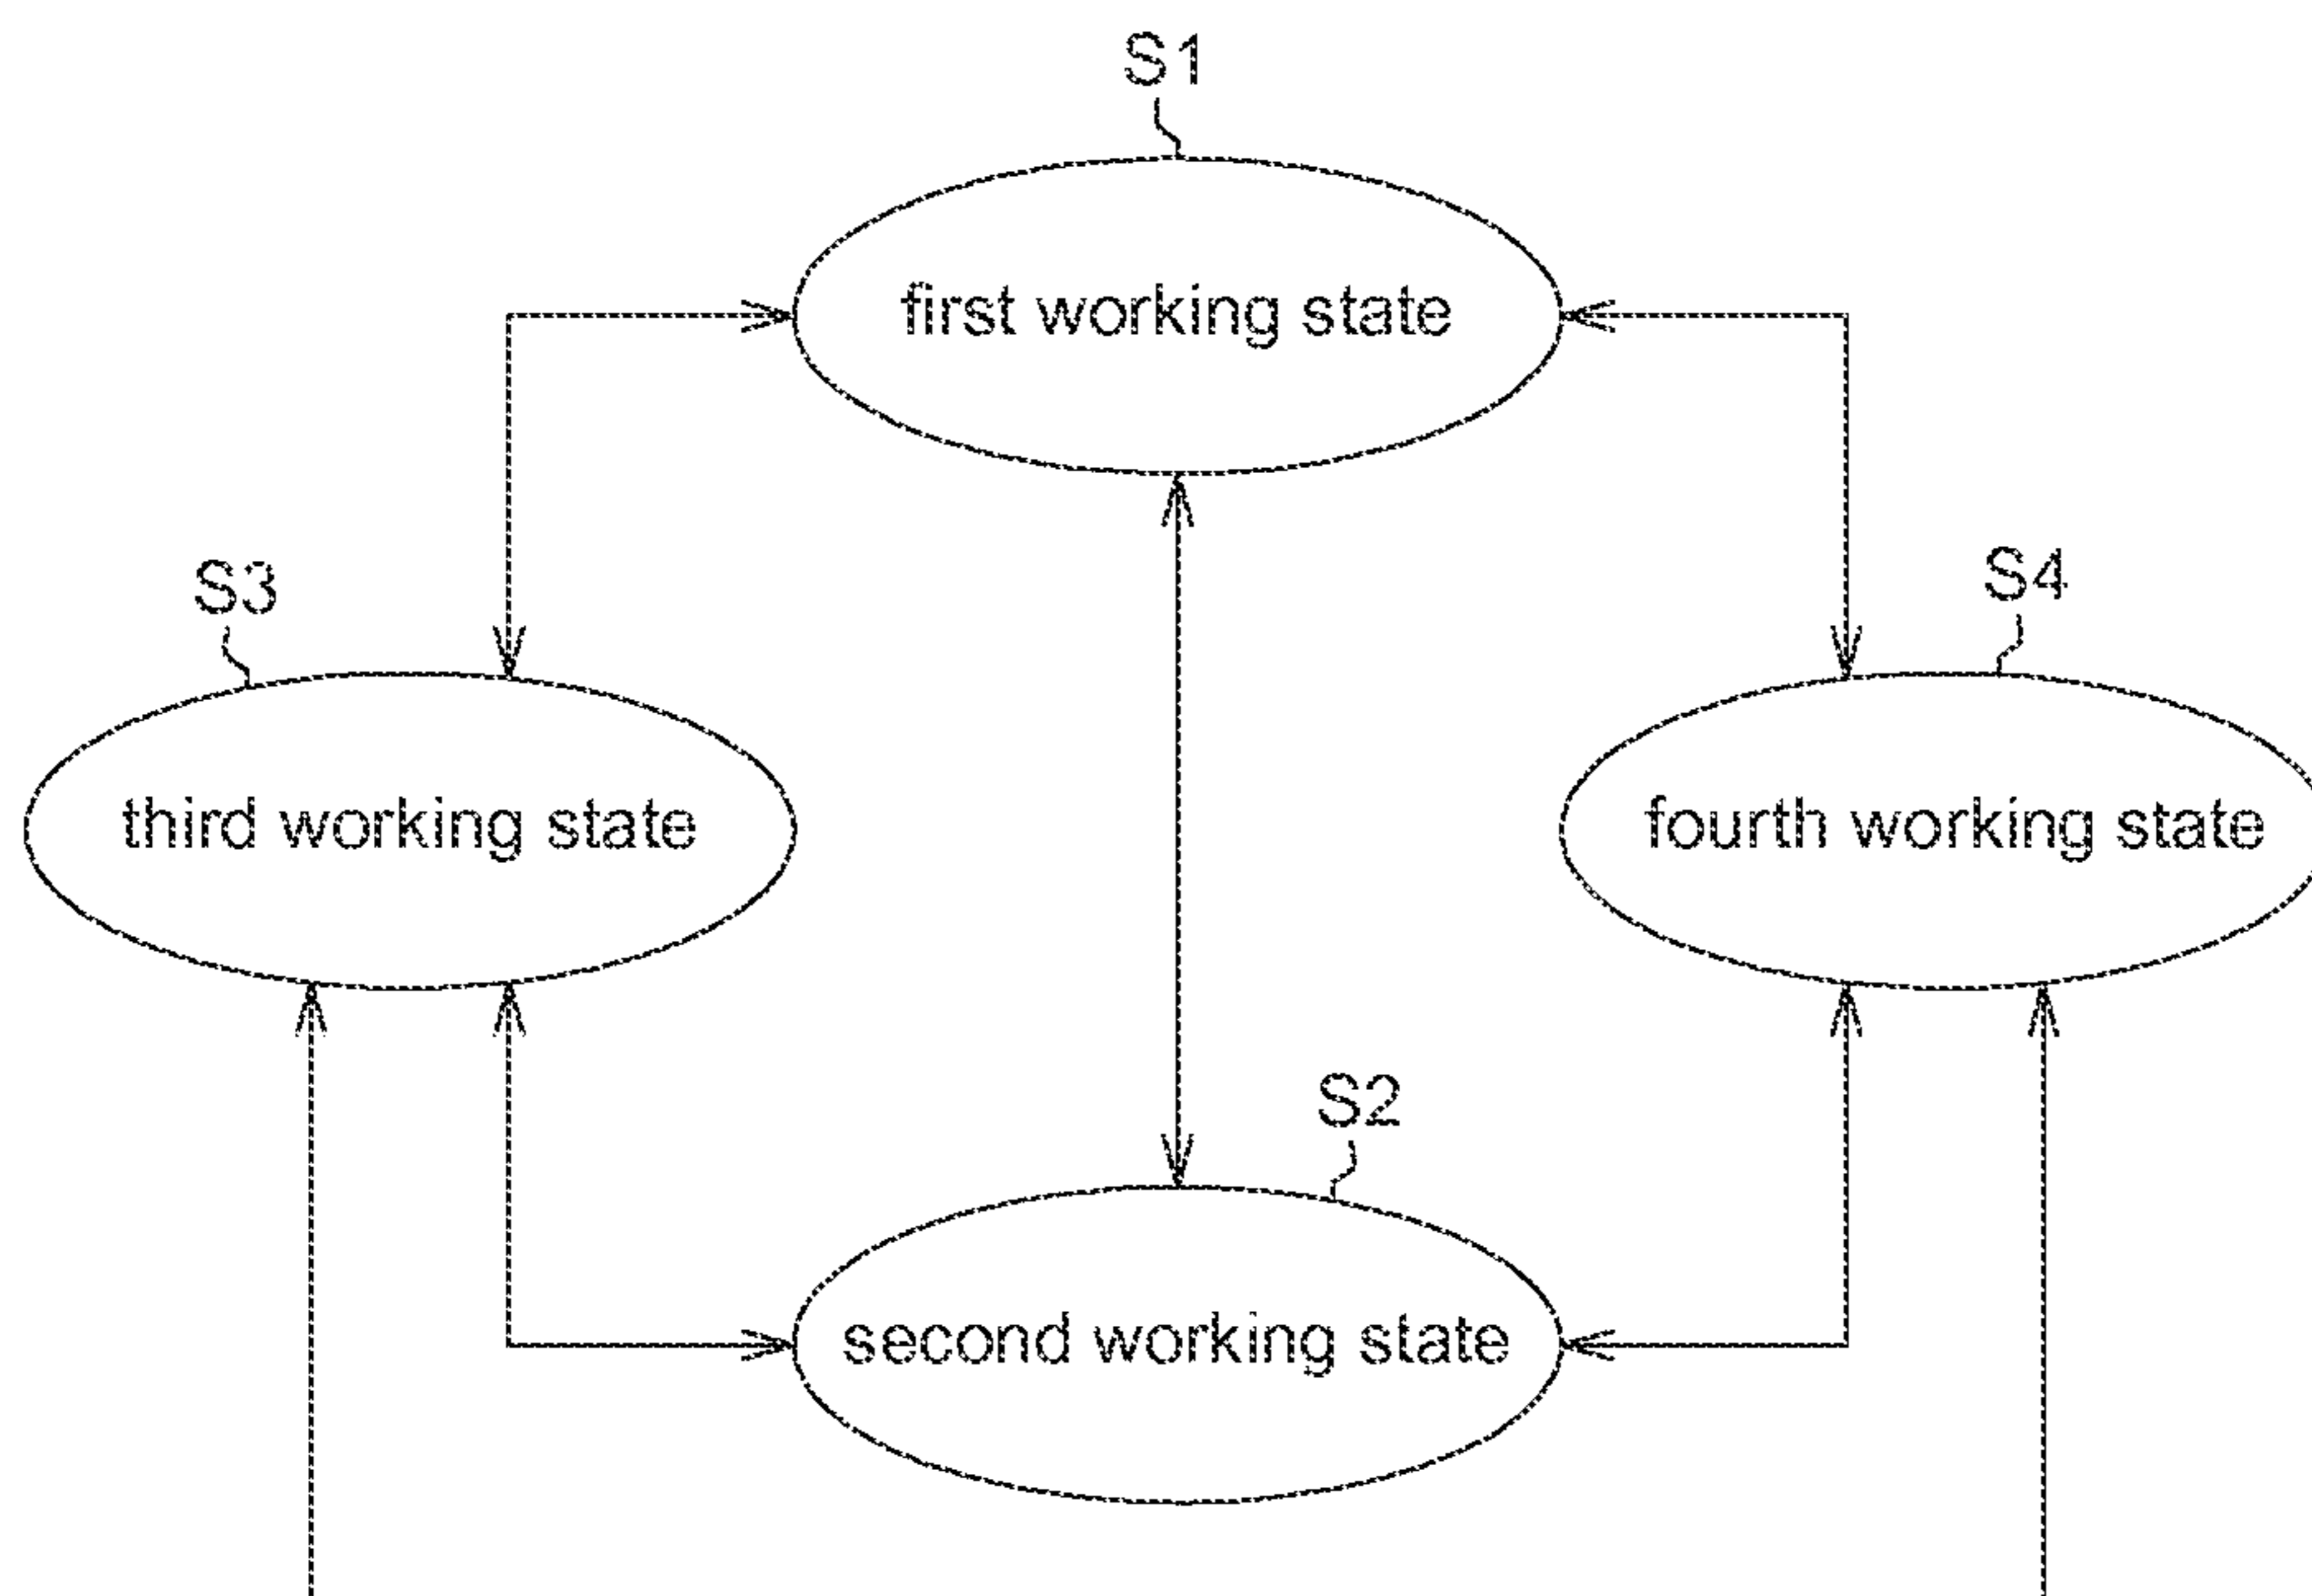 S1
first working state
S3
S4
third working state
fourth working state
S2
second working state